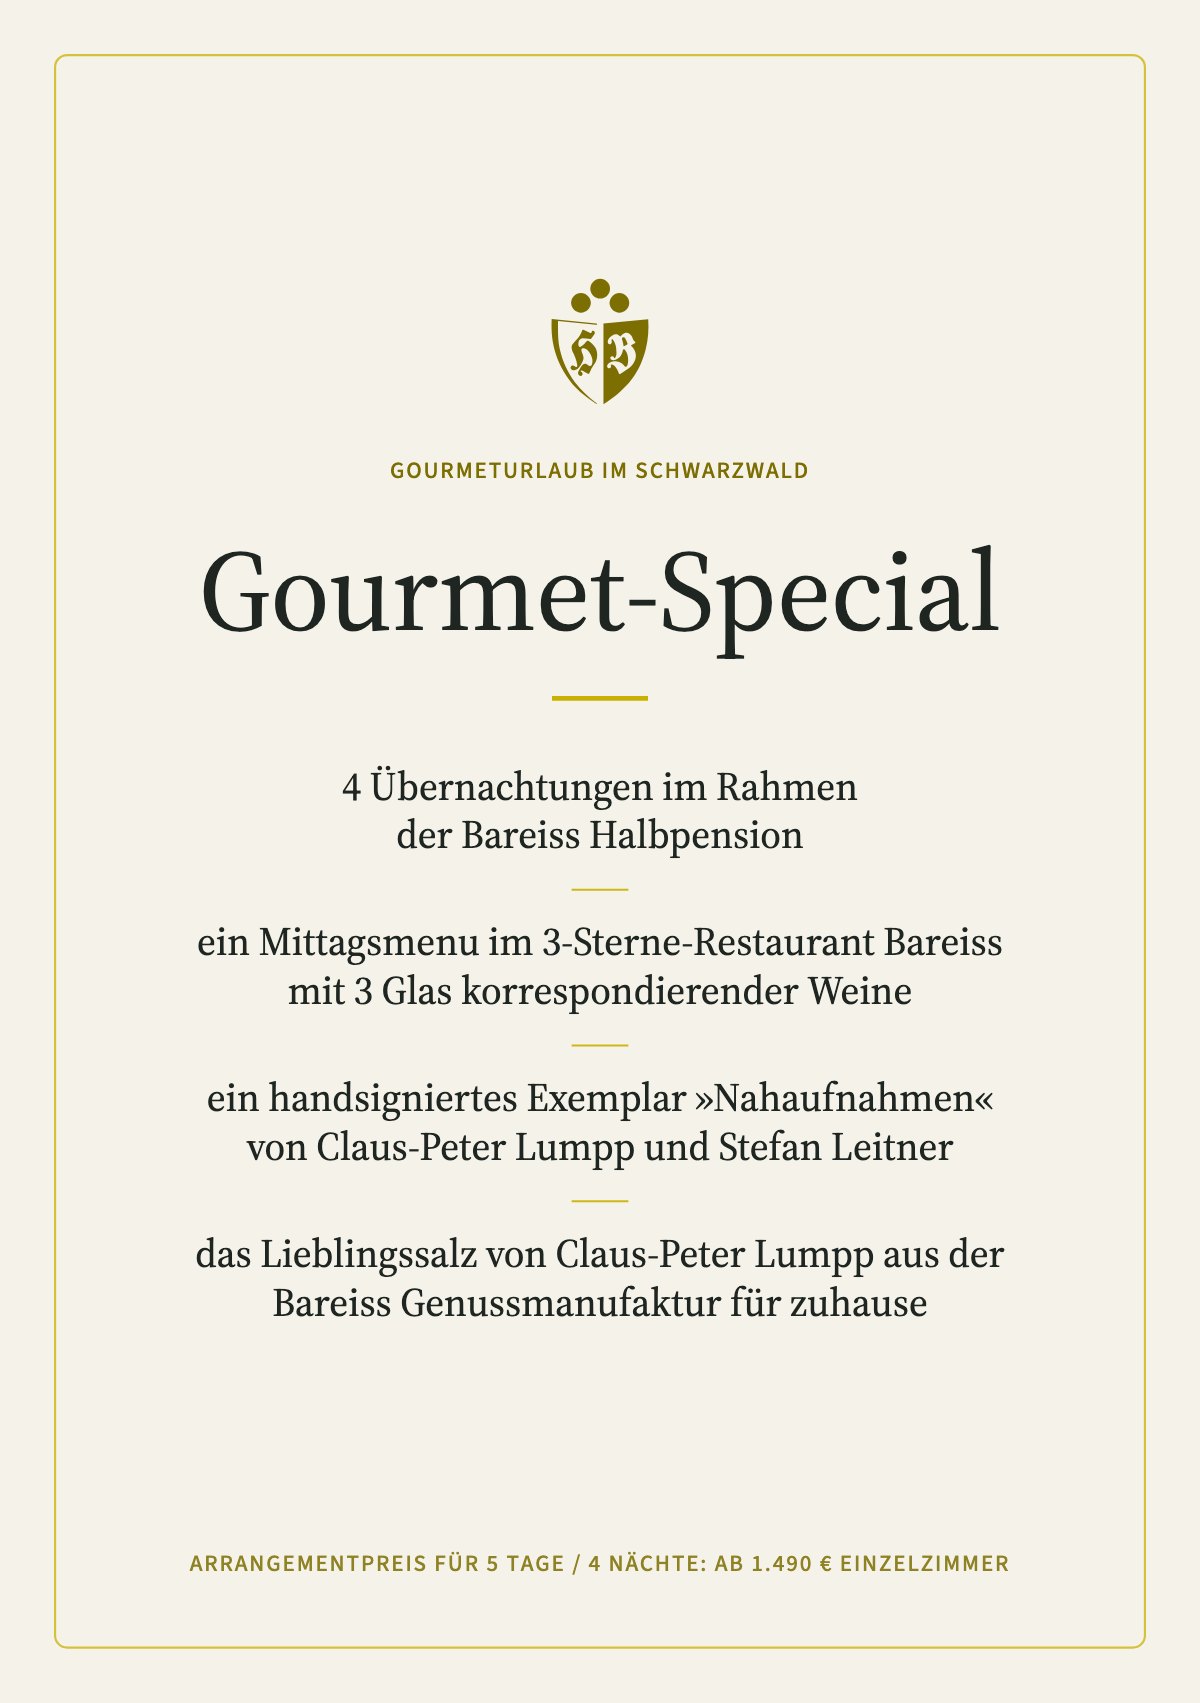 HB
GOURMETURLAUB IM SCHWARZWALD
Gourmet-Special
4 Übernachtungen im Rahmen
der Bareiss Halbpension
ein Mittagsmenu im 3-Sterne-Restaurant Bareiss
mit 3 Glas korrespondierender Weine
ein handsigniertes Exemplar »Nahaufnahmen«
von Claus-Peter Lumpp und Stefan Leitner
das Lieblingssalz von Claus-Peter Lumpp aus der
Bareiss Genussmanufaktur für zuhause
ARRANGEMENTPREIS FÜR 5 TAGE / 4 NÄCHTE: AB 1.490 € EINZELZIMMER